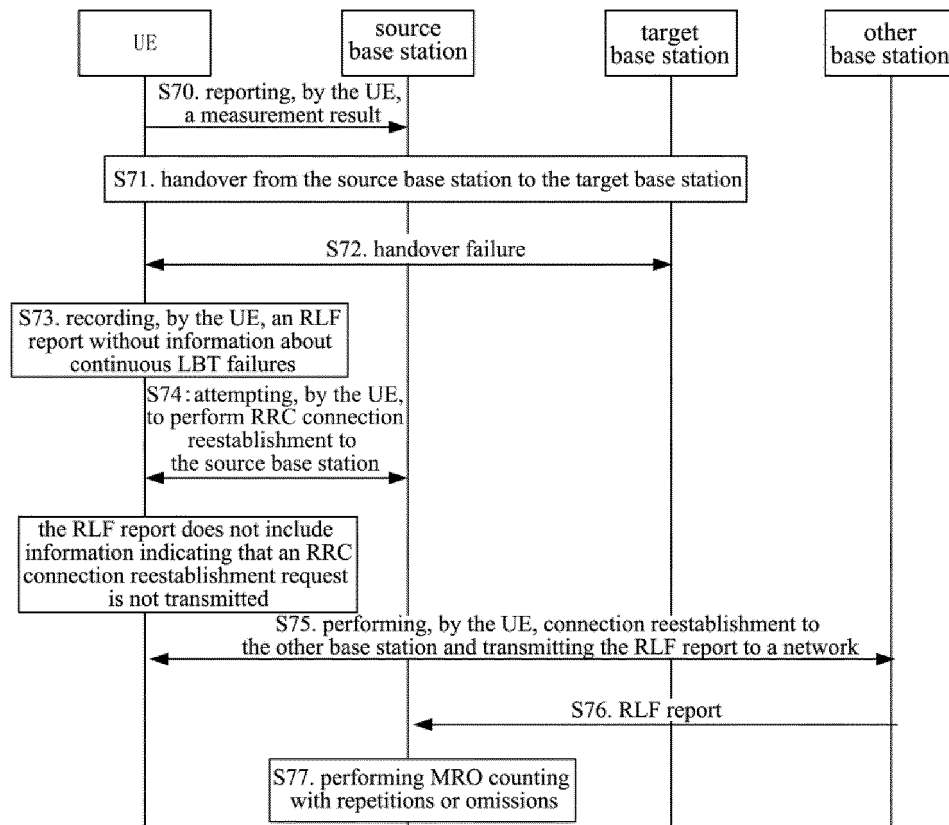 UE
source
base station
target
base station
other
base station
S70. reporting, by the UE,
a measurement result
S71. handover from the source base station to the target base station
S72. handover failure
S73. recording, by the UE, an RLF
report without information about
continuous LBT failures
S74: attempting, by the UE,
to perform RRC connection
reestablishment to
the source base station
the RLF report does not include
information indicating that an RRC
connection reestablishment request
is not transmitted
S75. performing, by the UE, connection reestablishment to
the other base station and transmitting the RLF report to a network
S76. RLF report
S77. performing MRO counting
with repetitions or omissions